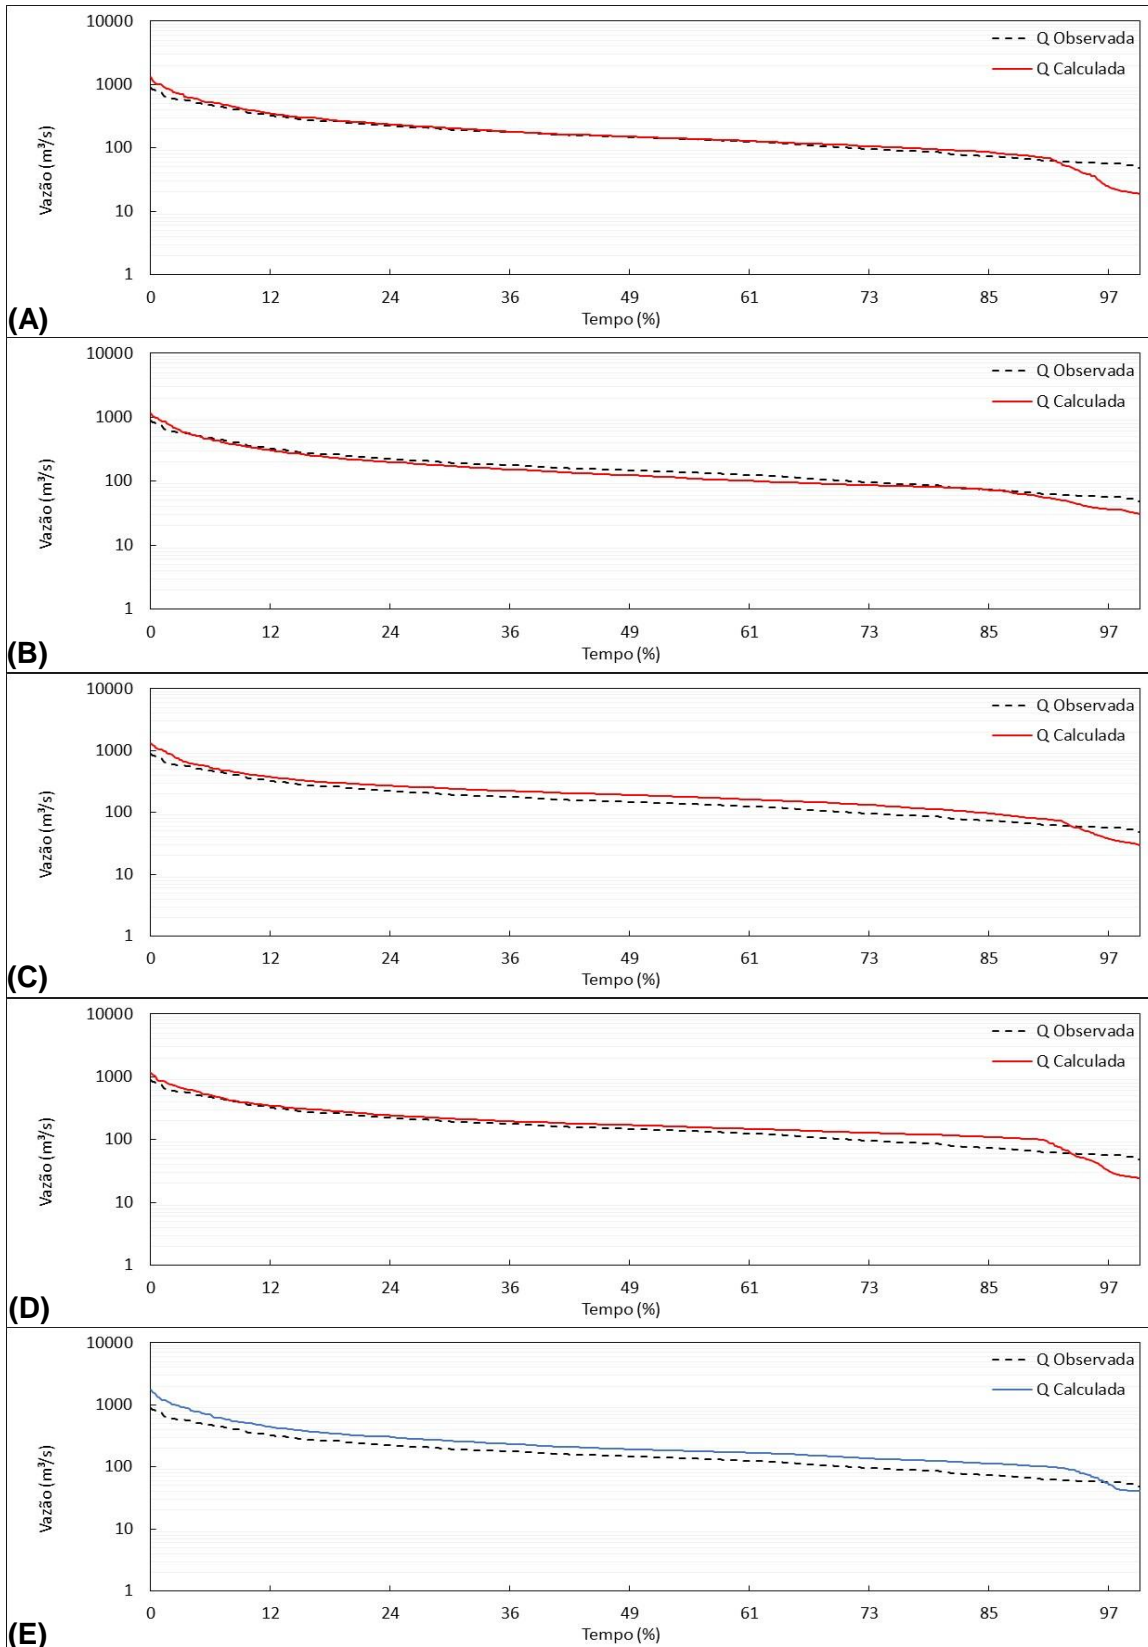 10000
Q Observada
Q Calculada
1000
100
10
1
Vazão (m³/s)
0 12 24 36 49 61 73 85 97
Tempo (%)
(A)
10000
Q Observada
Q Calculada
1000
100
10
1
Vazão (m³/s)
0 12 24 36 49 61 73 85 97
Tempo (%)
(B)
10000
Q Observada
Q Calculada
1000
100
10
1
Vazão (m³/s)
0 12 24 36 49 61 73 85 97
Tempo (%)
(C)
10000
Q Observada
Q Calculada
1000
100
10
1
Vazão (m³/s)
0 12 24 36 49 61 73 85 97
Tempo (%)
(D)
10000
Q Observada
Q Calculada
1000
100
10
1
Vazão (m³/s)
0 12 24 36 49 61 73 85 97
Tempo (%)
(E)